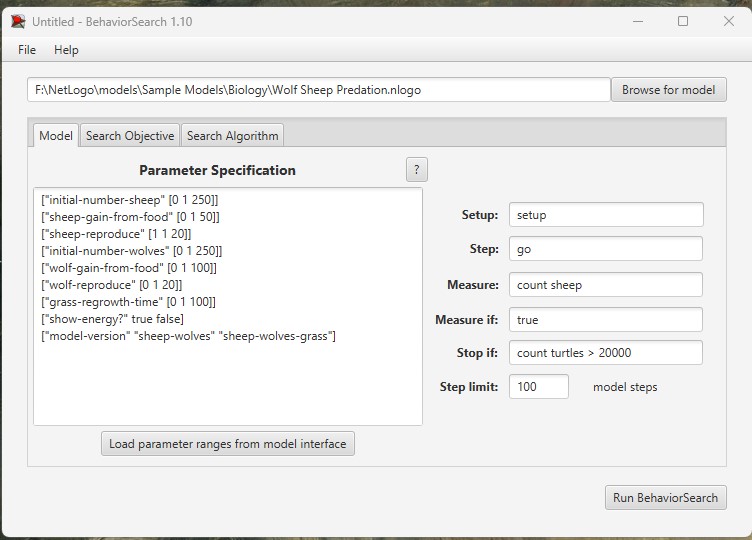 Untitled - BehaviorSearch 1.10
File Help
F:\NetLogo\models\Sample Models\Biology\Wolf Sheep Predation.nlogo
Browse for model
Model Search Objective Search Algorithm
Parameter Specification
?
["initial-number-sheep" [0 1 250]]
["sheep-gain-from-food" [0 1 50]]
["sheep-reproduce" [1 1 20]]
["initial-number-wolves" [0 1 250]]
["wolf-gain-from-food" [0 1 100]]
["wolf-reproduce" [0 1 20]]
["grass-regrowth-time" [0 1 100]]
["show-energy?" true false]
["model-version" "sheep-wolves" "sheep-wolves-grass"]
Load parameter ranges from model interface
Setup: setup
Step: go
Measure: count sheep
Measure if: true
Stop if: count turtles > 20000
Step limit: 100 model steps
Run BehaviorSearch